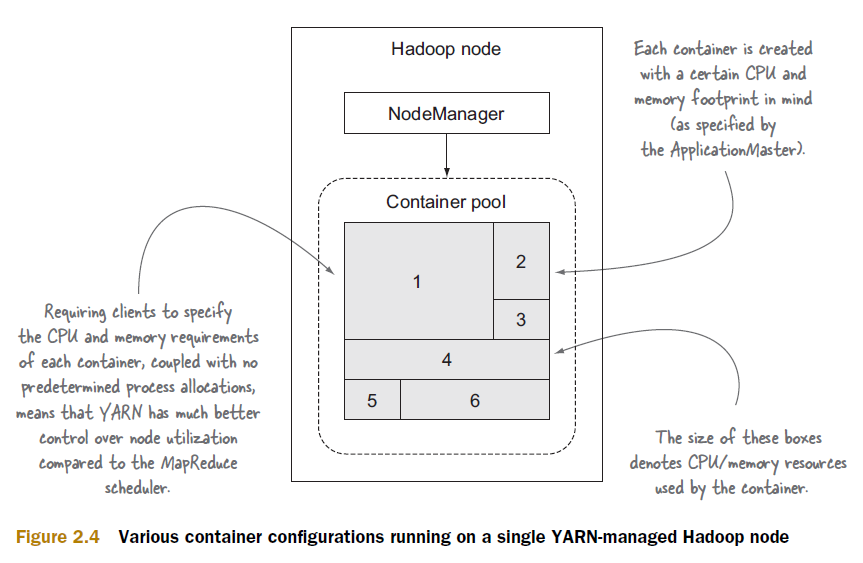 Hadoop node
NodeManager
Container pool
1
2
3
4
5
6
Each container is created
with a certain CPU and
memory footprint in mind
(as specified by
the ApplicationMaster).
Requiring clients to specify
the CPU and memory requirements
of each container, coupled with no
predetermined process allocations,
means that YARN has much better
control over node utilization
compared to the MapReduce
scheduler.
The size of these boxes
denotes CPU/memory resources
used by the container.
Figure 2.4 Various container configurations running on a single YARN-managed Hadoop node